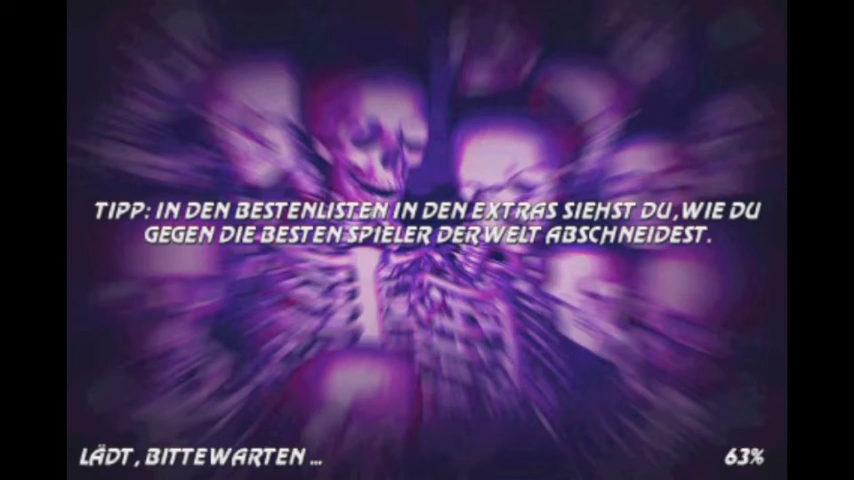 TIPP: IN DEN BESTENLISTEN IN DEN EXTRAS SIEHST DU, WIE DU
GEGEN DIE BESTEN SPIELER DER WELT ABSCHNEIDEST.
LÄDT, BITTE WARTEN ...
63%